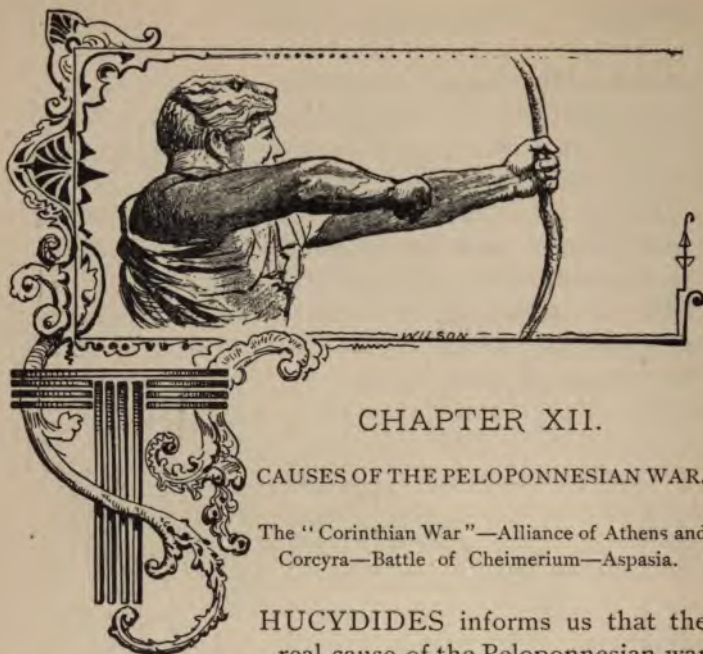 WILSON
CHAPTER XII.
CAUSES OF THE PELOPONNESIAN WAR.
The "Corinthian War"—Alliance of Athens and
Corcyra—Battle of Cheimerium—Aspasia.
THUCYDIDES informs us that the
real cause of the Peloponnesian war